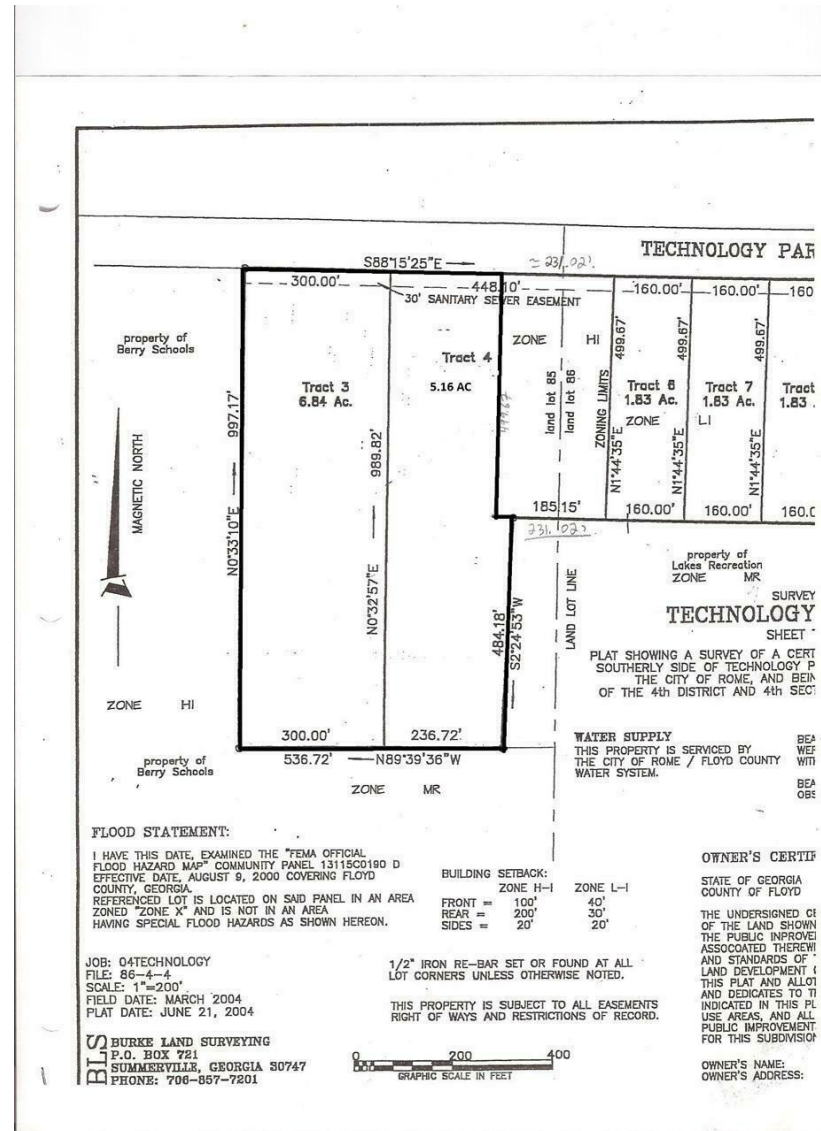 TECHNOLOGY PAR
S88°15'25"E
≈ 231.02'.
300.00'
448.10'
160.00'
160.00'
160
30' SANITARY SEWER EASEMENT
property of
Berry Schools
ZONE HI
Tract 3
6.84 Ac.
Tract 4
5.16 AC
499.67
land lot 85
land lot 86
ZONING LIMITS
499.67'
499.67'
499.67'
Tract 6
1.83 Ac.
Tract 7
1.83 Ac.
Tract
1.83
ZONE LI
N1°44'35"E
N1°44'35"E
N1°44'35"E
MAGNETIC NORTH
997.17'
N0°33'10"E
989.82'
N0°32'57"E
185.15'
160.00'
160.00'
160.0
231.02'
property of
Lakes Recreation
ZONE MR
484.18'
S2°24'53"W
LAND LOT LINE
SURVEY
TECHNOLOGY
SHEET
PLAT SHOWING A SURVEY OF A CERT
SOUTHERLY SIDE OF TECHNOLOGY P
THE CITY OF ROME, AND BEIN
OF THE 4th DISTRICT AND 4th SECT
ZONE HI
300.00'
236.72'
536.72'
N89°39'36"W
property of
Berry Schools
ZONE MR
WATER SUPPLY
THIS PROPERTY IS SERVICED BY
THE CITY OF ROME / FLOYD COUNTY
WATER SYSTEM.
BEA
WER
WITH
BEA
OBS
FLOOD STATEMENT:
I HAVE THIS DATE, EXAMINED THE "FEMA OFFICIAL
FLOOD HAZARD MAP" COMMUNITY PANEL 13115C0190 D
EFFECTIVE DATE, AUGUST 9, 2000 COVERING FLOYD
COUNTY, GEORGIA.
REFERENCED LOT IS LOCATED ON SAID PANEL IN AN AREA
ZONED "ZONE X" AND IS NOT IN AN AREA
HAVING SPECIAL FLOOD HAZARDS AS SHOWN HEREON.
BUILDING SETBACK:
ZONE H-I ZONE L-I
FRONT = 100' 40'
REAR = 200' 30'
SIDES = 20' 20'
OWNER'S CERTIF
STATE OF GEORGIA
COUNTY OF FLOYD
THE UNDERSIGNED CE
OF THE LAND SHOWN
THE PUBLIC INPROVE
ASSOCOATED THEREWI
AND STANDARDS OF
LAND DEVELOPMENT
THIS PLAT AND ALLOT
AND DEDICATES TO T
INDICATED IN THIS PL
USE AREAS, AND ALL
PUBLIC IMPROVEMENT
FOR THIS SUBDIVISION
OWNER'S NAME:
OWNER'S ADDRESS:
JOB: 04TECHNOLOGY
FILE: 86-4-4
SCALE: 1"=200'
FIELD DATE: MARCH 2004
PLAT DATE: JUNE 21, 2004
1/2" IRON RE-BAR SET OR FOUND AT ALL
LOT CORNERS UNLESS OTHERWISE NOTED.
THIS PROPERTY IS SUBJECT TO ALL EASEMENTS
RIGHT OF WAYS AND RESTRICTIONS OF RECORD.
BLS
BURKE LAND SURVEYING
P.O. BOX 721
SUMMERVILLE, GEORGIA 30747
PHONE: 706-857-7201
0 200 400
GRAPHIC SCALE IN FEET